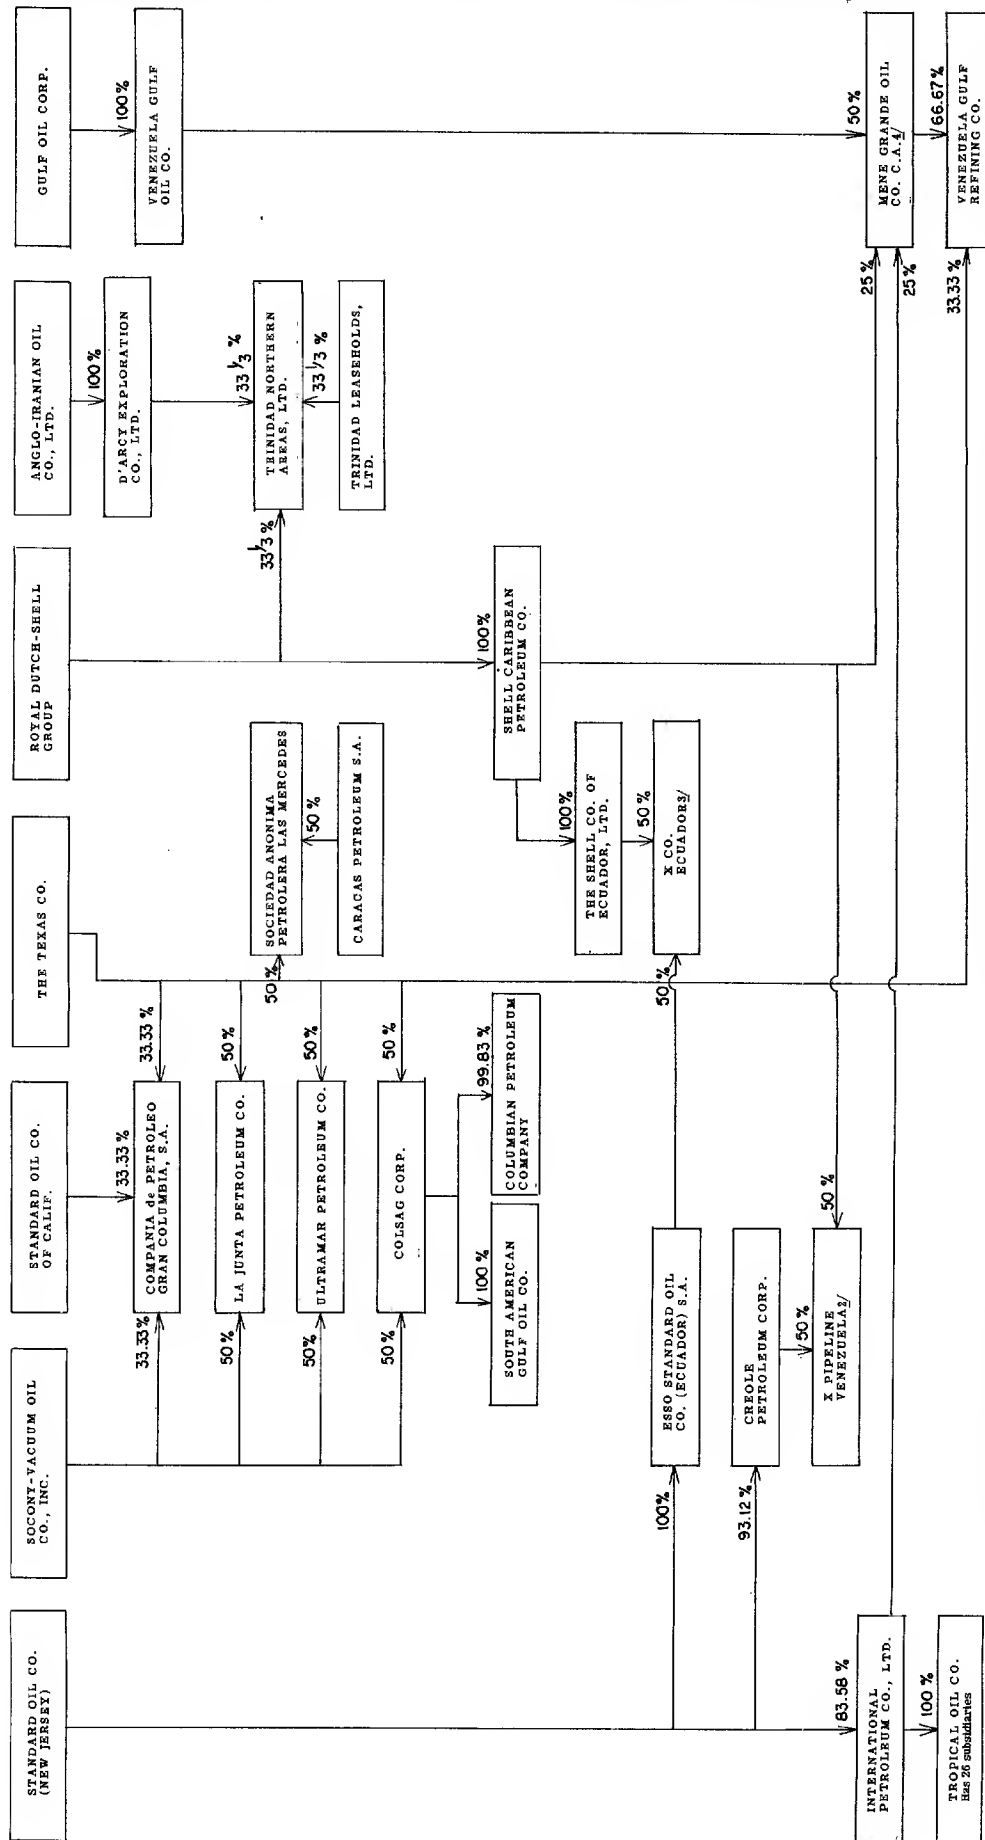 STANDARD OIL CO.
(NEW JERSEY)
SOCONY-VACUUM OIL
CO., INC.
STANDARD OIL CO.
OF CALIF.
THE TEXAS CO.
ROYAL DUTCH-SHELL
GROUP
ANGLO-IRANIAN OIL
CO., LTD.
GULF OIL CORP.
100%
D'ARCY EXPLORATION
CO., LTD.
100%
VENEZUELA GULF
OIL CO.
33.33%
33.33%
33.33%
COMPANIA de PETROLEO
GRAN COLUMBIA, S.A.
50%
50%
LA JUNTA PETROLEUM CO.
50%
50%
ULTRAMAR PETROLEUM CO.
50%
50%
COLSAG CORP.
100%
SOUTH AMERICAN
GULF OIL CO.
99.83%
COLUMBIAN PETROLEUM
COMPANY
50%
SOCIEDAD ANONIMA
PETROLERA LAS MERCEDES
50%
CARACAS PETROLEUM S.A.
33 1/3%
33 1/3%
TRINIDAD NORTHERN
AREAS, LTD.
33 1/3%
TRINIDAD LEASEHOLDS,
LTD.
100%
SHELL CARIBBEAN
PETROLEUM CO.
100%
THE SHELL CO. OF
ECUADOR, LTD.
50%
50%
X CO.
ECUADOR3/
100%
ESSO STANDARD OIL
CO. (ECUADOR) S.A.
93.12%
CREOLE
PETROLEUM CORP.
50%
50%
X PIPELINE
VENEZUELA2/
83.58%
INTERNATIONAL
PETROLEUM CO., LTD.
100%
TROPICAL OIL CO.
Has 26 subsidiaries
25%
25%
50%
MENE GRANDE OIL
CO. C.A.4/
33.33%
66.67%
VENEZUELA GULF
REFINING CO.